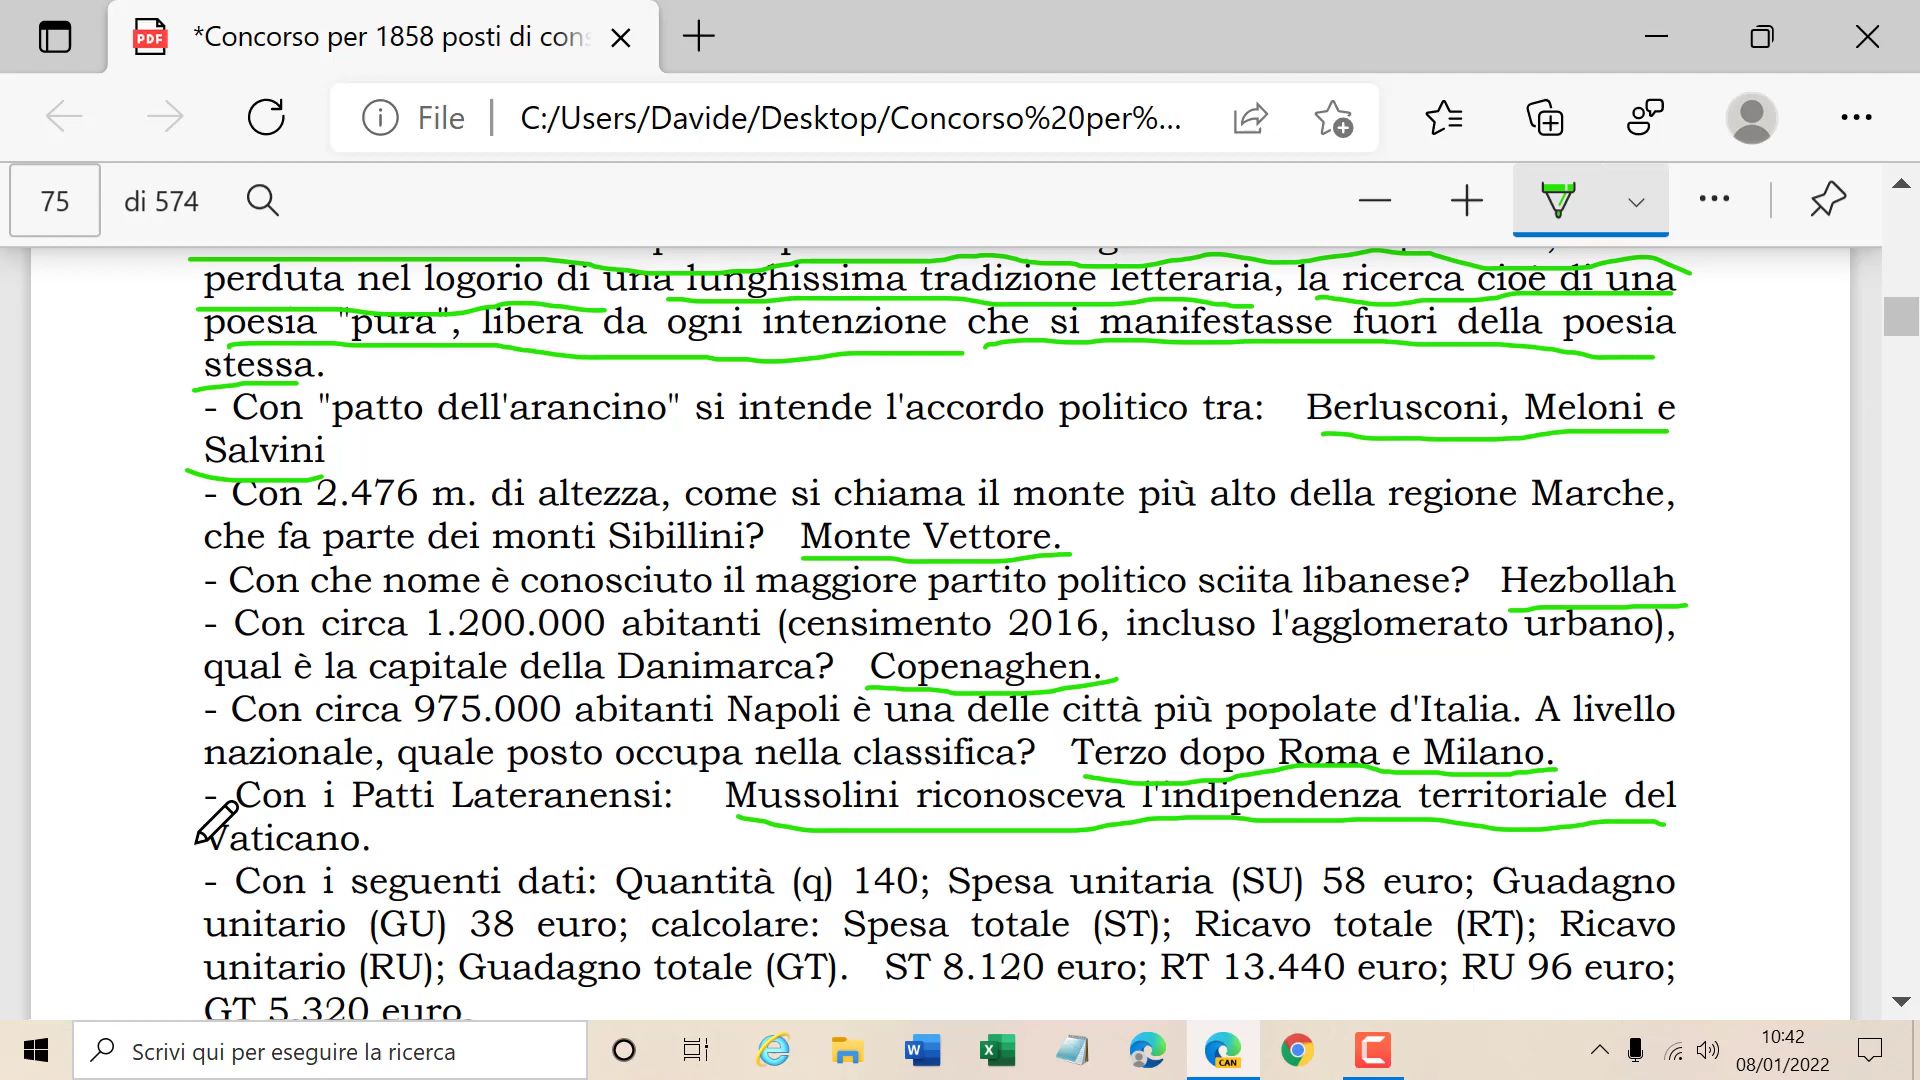 *Concorso per 1858 posti di cons
File
C:/Users/Davide/Desktop/Concorso%20per%...
75
di 574
perduta nel logorio di una lunghissima tradizione letteraria, la ricerca cioè di una
poesia "pura", libera da ogni intenzione che si manifestasse fuori della poesia
stessa.
- Con "patto dell'arancino" si intende l'accordo politico tra: Berlusconi, Meloni e
Salvini
- Con 2.476 m. di altezza, come si chiama il monte più alto della regione Marche,
che fa parte dei monti Sibillini? Monte Vettore.
- Con che nome è conosciuto il maggiore partito politico sciita libanese? Hezbollah
- Con circa 1.200.000 abitanti (censimento 2016, incluso l'agglomerato urbano),
qual è la capitale della Danimarca? Copenaghen.
- Con circa 975.000 abitanti Napoli è una delle città più popolate d'Italia. A livello
nazionale, quale posto occupa nella classifica? Terzo dopo Roma e Milano.
- Con i Patti Lateranensi: Mussolini riconosceva l'indipendenza territoriale del
Vaticano.
- Con i seguenti dati: Quantità (q) 140; Spesa unitaria (SU) 58 euro; Guadagno
unitario (GU) 38 euro; calcolare: Spesa totale (ST); Ricavo totale (RT); Ricavo
unitario (RU); Guadagno totale (GT). ST 8.120 euro; RT 13.440 euro; RU 96 euro;
GT 5.320 euro.
Scrivi qui per eseguire la ricerca
CAN
10:42
08/01/2022